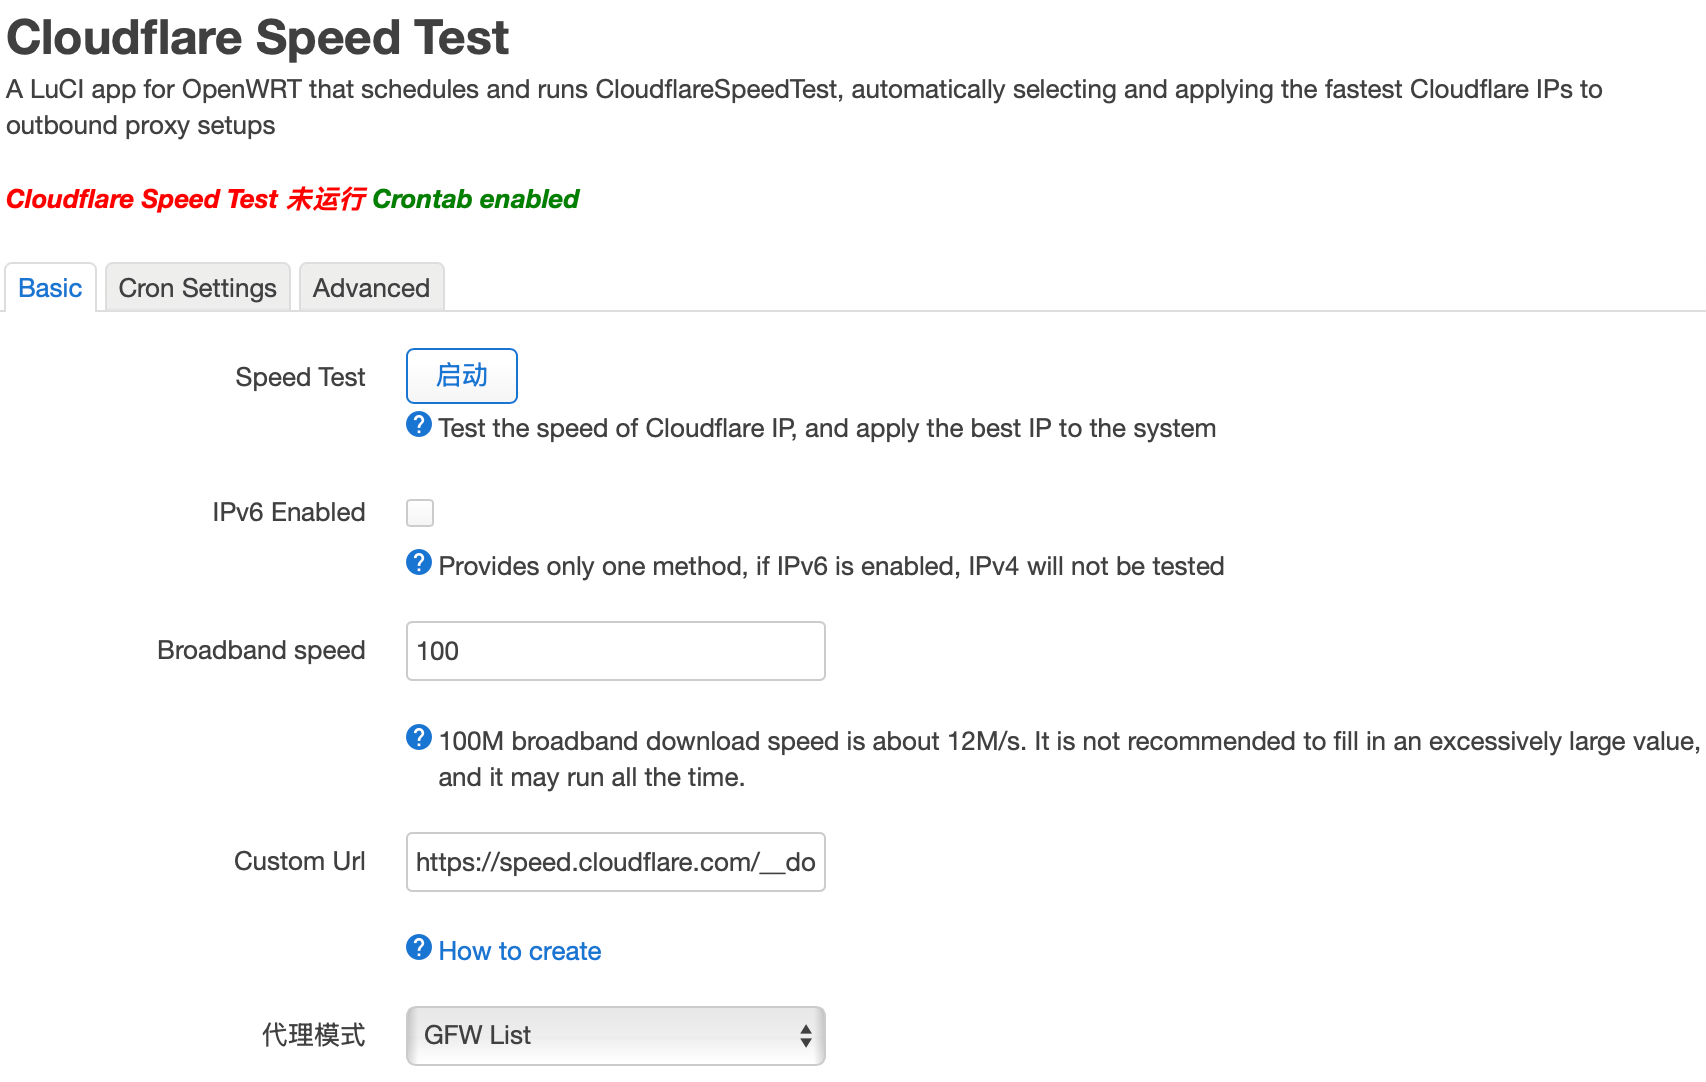 Cloudflare Speed Test
A LuCI app for OpenWRT that schedules and runs CloudflareSpeedTest, automatically selecting and applying the fastest Cloudflare IPs to
outbound proxy setups
Cloudflare Speed Test 未运行 Crontab enabled
Basic Cron Settings Advanced
Speed Test 启动
Test the speed of Cloudflare IP, and apply the best IP to the system
IPv6 Enabled
Provides only one method, if IPv6 is enabled, IPv4 will not be tested
Broadband speed 100
100M broadband download speed is about 12M/s. It is not recommended to fill in an excessively large value,
and it may run all the time.
Custom Url https://speed.cloudflare.com/__do
How to create
代理模式 GFW List